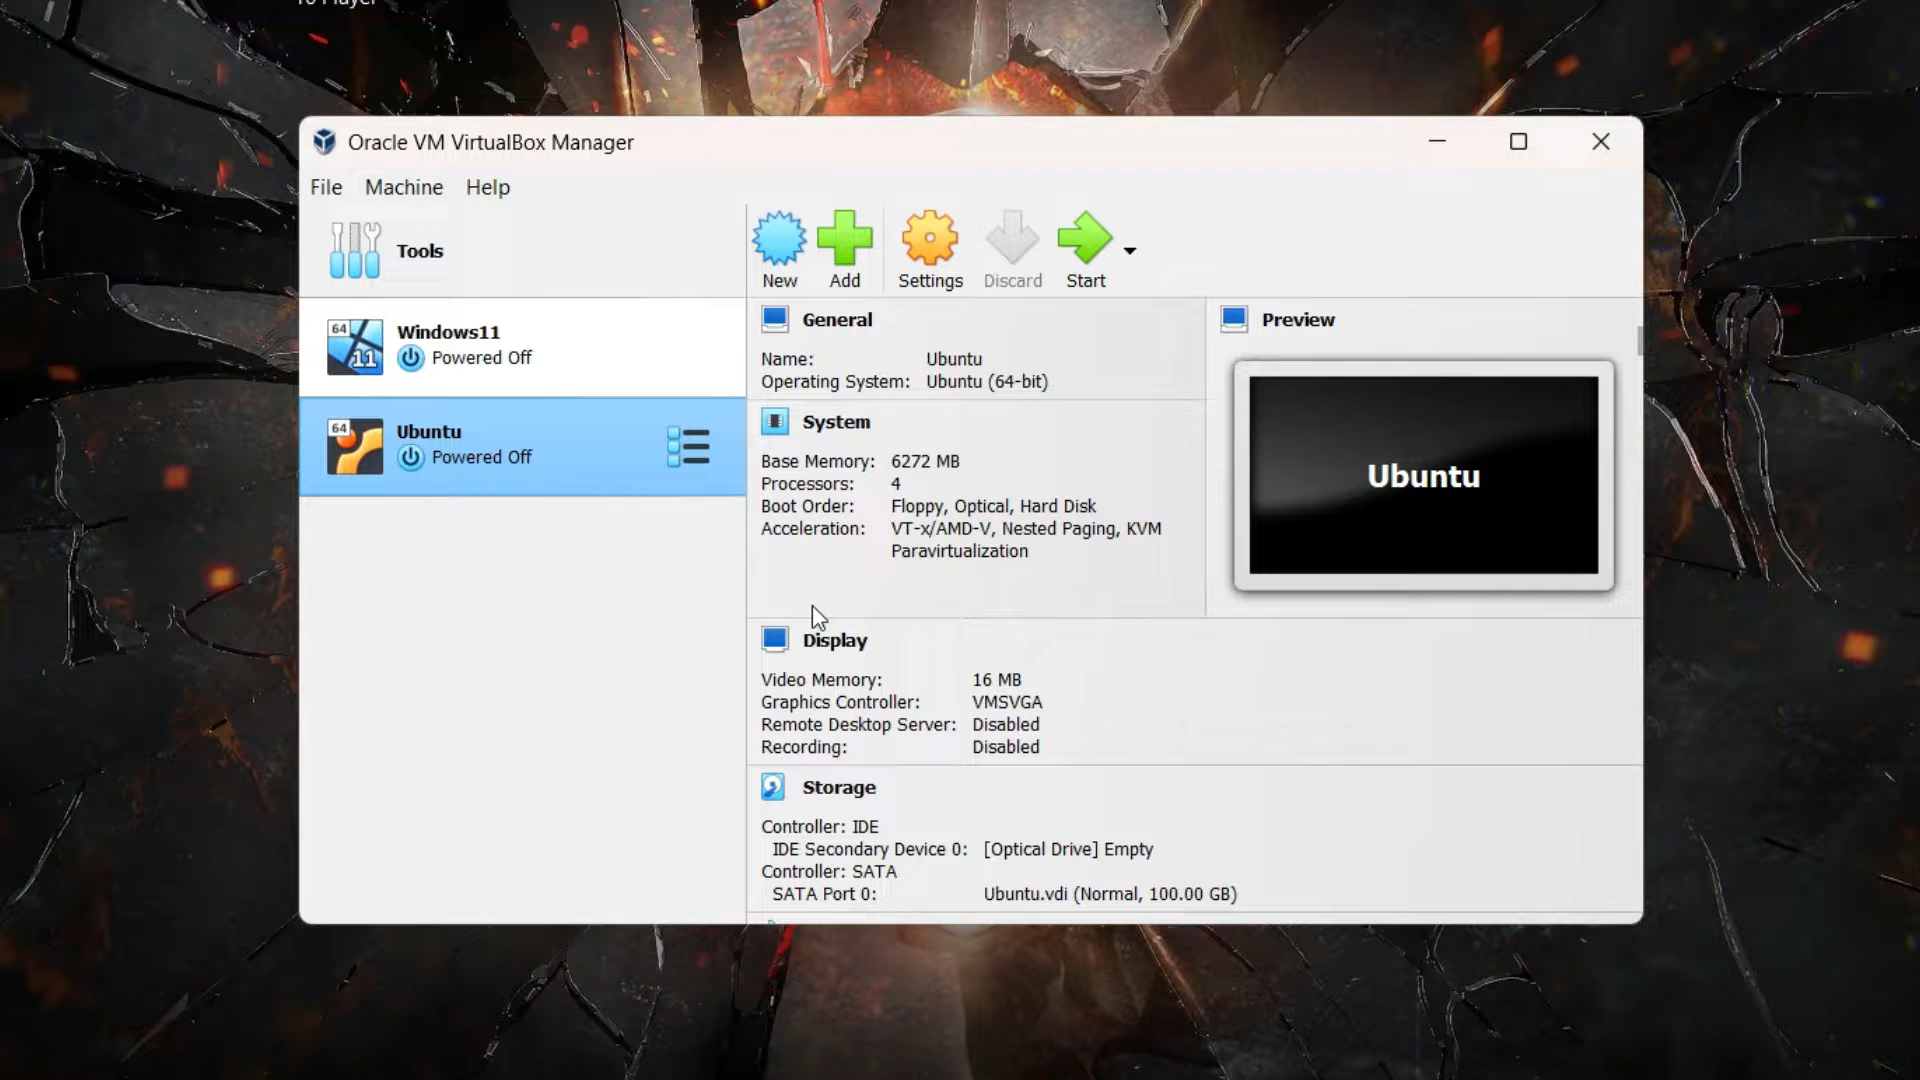 10 Player
Oracle VM VirtualBox Manager
File Machine Help
Tools
New Add Settings Discard Start
64 11 Windows11
Powered Off
64 Ubuntu
Powered Off
General
Name: Ubuntu
Operating System: Ubuntu (64-bit)
System
Base Memory: 6272 MB
Processors: 4
Boot Order: Floppy, Optical, Hard Disk
Acceleration: VT-x/AMD-V, Nested Paging, KVM
Paravirtualization
Preview
Ubuntu
Display
Video Memory: 16 MB
Graphics Controller: VMSVGA
Remote Desktop Server: Disabled
Recording: Disabled
Storage
Controller: IDE
IDE Secondary Device 0: [Optical Drive] Empty
Controller: SATA
SATA Port 0: Ubuntu.vdi (Normal, 100.00 GB)